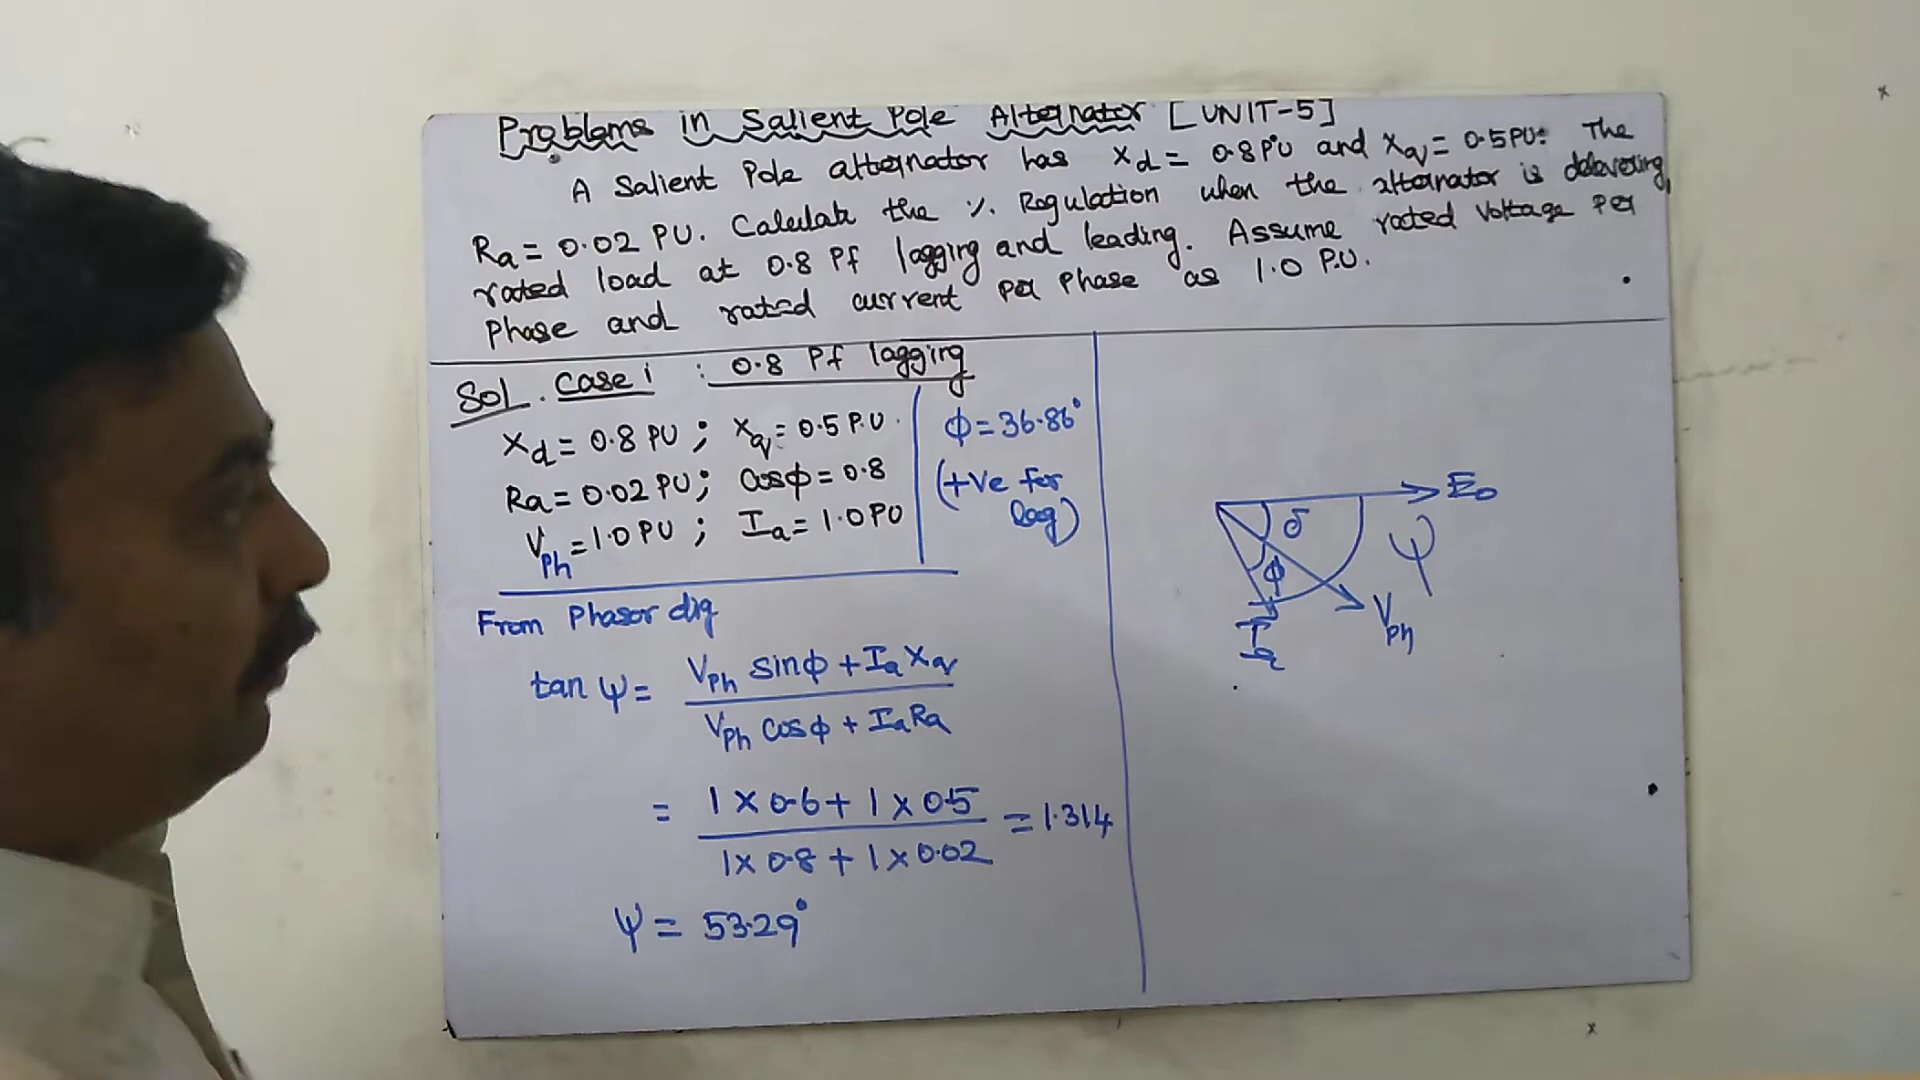 Problems in Salient Pole Alternator [UNIT-5]
A Salient Pole alternator has Xd = 0.8 PU and Xq = 0.5 PU. The
Ra = 0.02 PU. Calculate the %. Regulation when the alternator is delavering
rated load at 0.8 Pf lagging and leading. Assume rated Voltage per
Phase and rated current per Phase as 1.0 P.U.
Sol. Case 1 : 0.8 Pf lagging
Xd = 0.8 PU ; Xq = 0.5 P.U.
Ra = 0.02 PU ; Cosϕ = 0.8
VPh = 1.0 PU ; Ia = 1.0 PU
ϕ = 36.86°
(+ve for
lag)
From Phasor dig
tan ψ = VPh sinϕ + Ia Xq
VPh Cosϕ + Ia Ra
= 1 × 0.6 + 1 × 0.5 = 1.314
1 × 0.8 + 1 × 0.02
ψ = 53.29°
E0
δ
ψ
ϕ
VPh
Ia